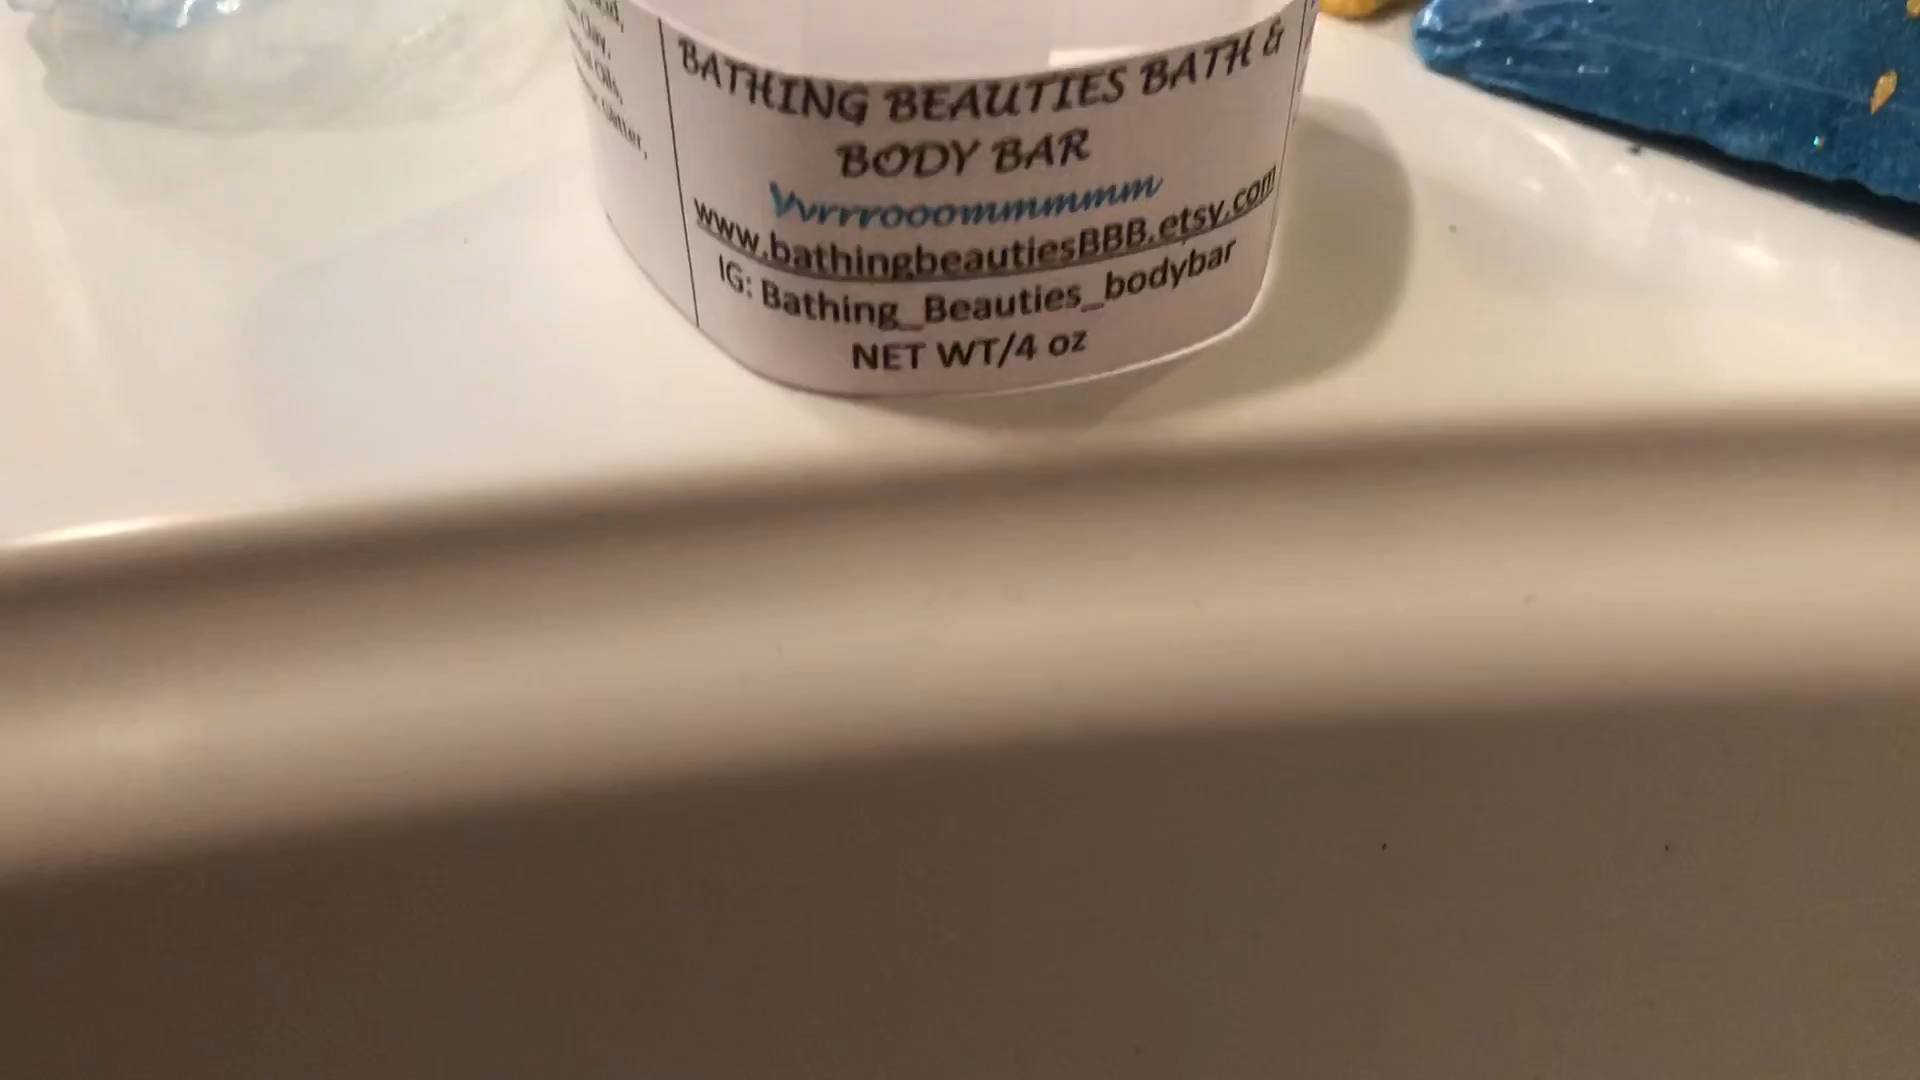 BATHING BEAUTIES BATH &
BODY BAR
Vvrrrooommmmm
www.bathingbeautiesBBB.etsy.com
IG: Bathing_Beauties_bodybar
NET WT/4 oz